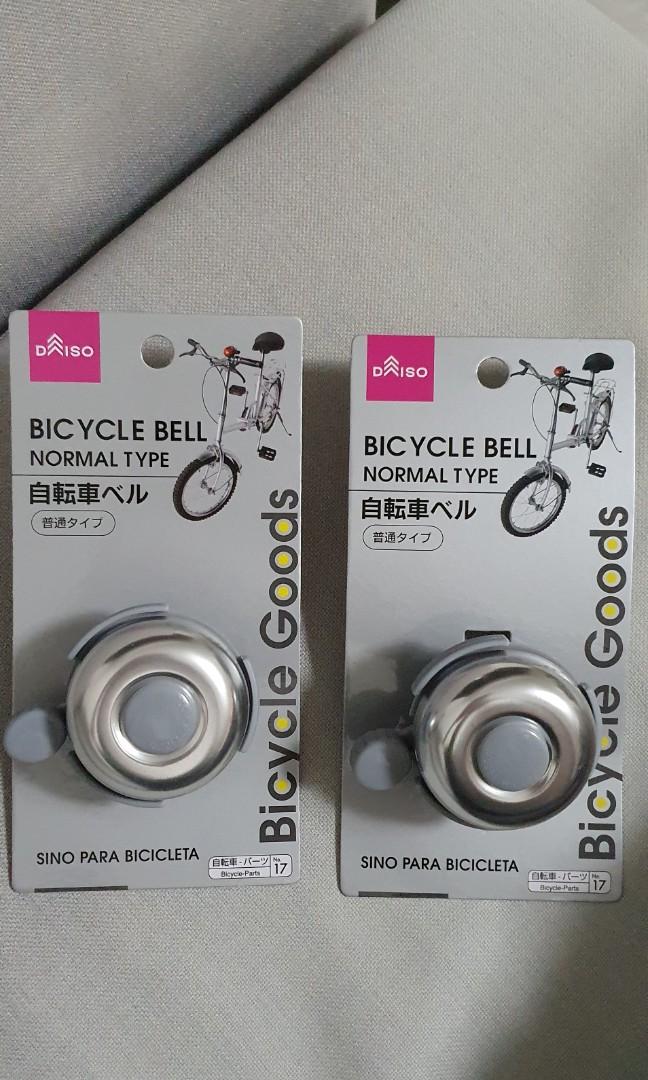 DAISO
BICYCLE BELL
NORMAL TYPE
自転車ベル
普通タイプ
Bicycle Goods
SINO PARA BICICLETA
自転車-パーツ
Bicycle-Parts
No.
17
DAISO
BICYCLE BELL
NORMAL TYPE
自転車ベル
普通タイプ
Bicycle Goods
SINO PARA BICICLETA
自転車-パーツ
Bicycle-Parts
No.
17